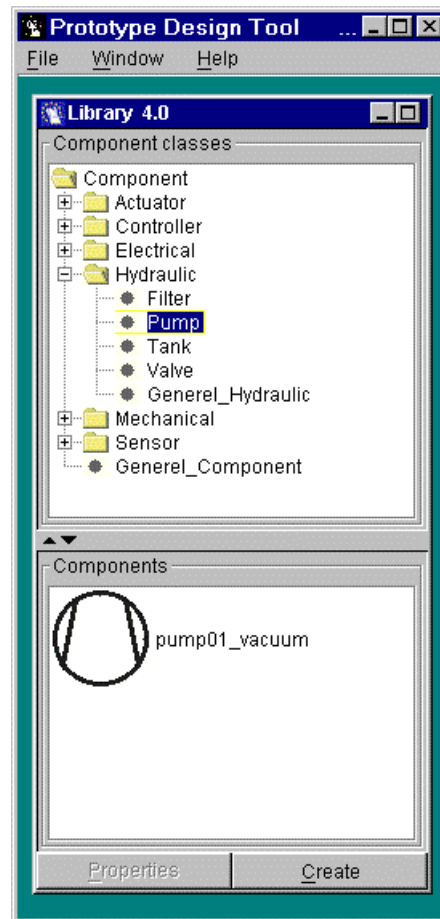 Prototype Design Tool ...
File Window Help
Library 4.0
Component classes
Component
Actuator
Controller
Electrical
Hydraulic
Filter
Pump
Tank
Valve
Generel_Hydraulic
Mechanical
Sensor
Generel_Component
Components
pump01_vacuum
Properties Create